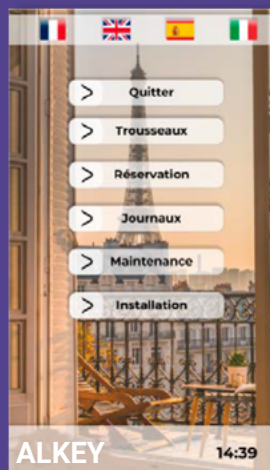 Quitter
Trousseaux
Réservation
Journaux
Maintenance
Installation
ALKEY
14:39